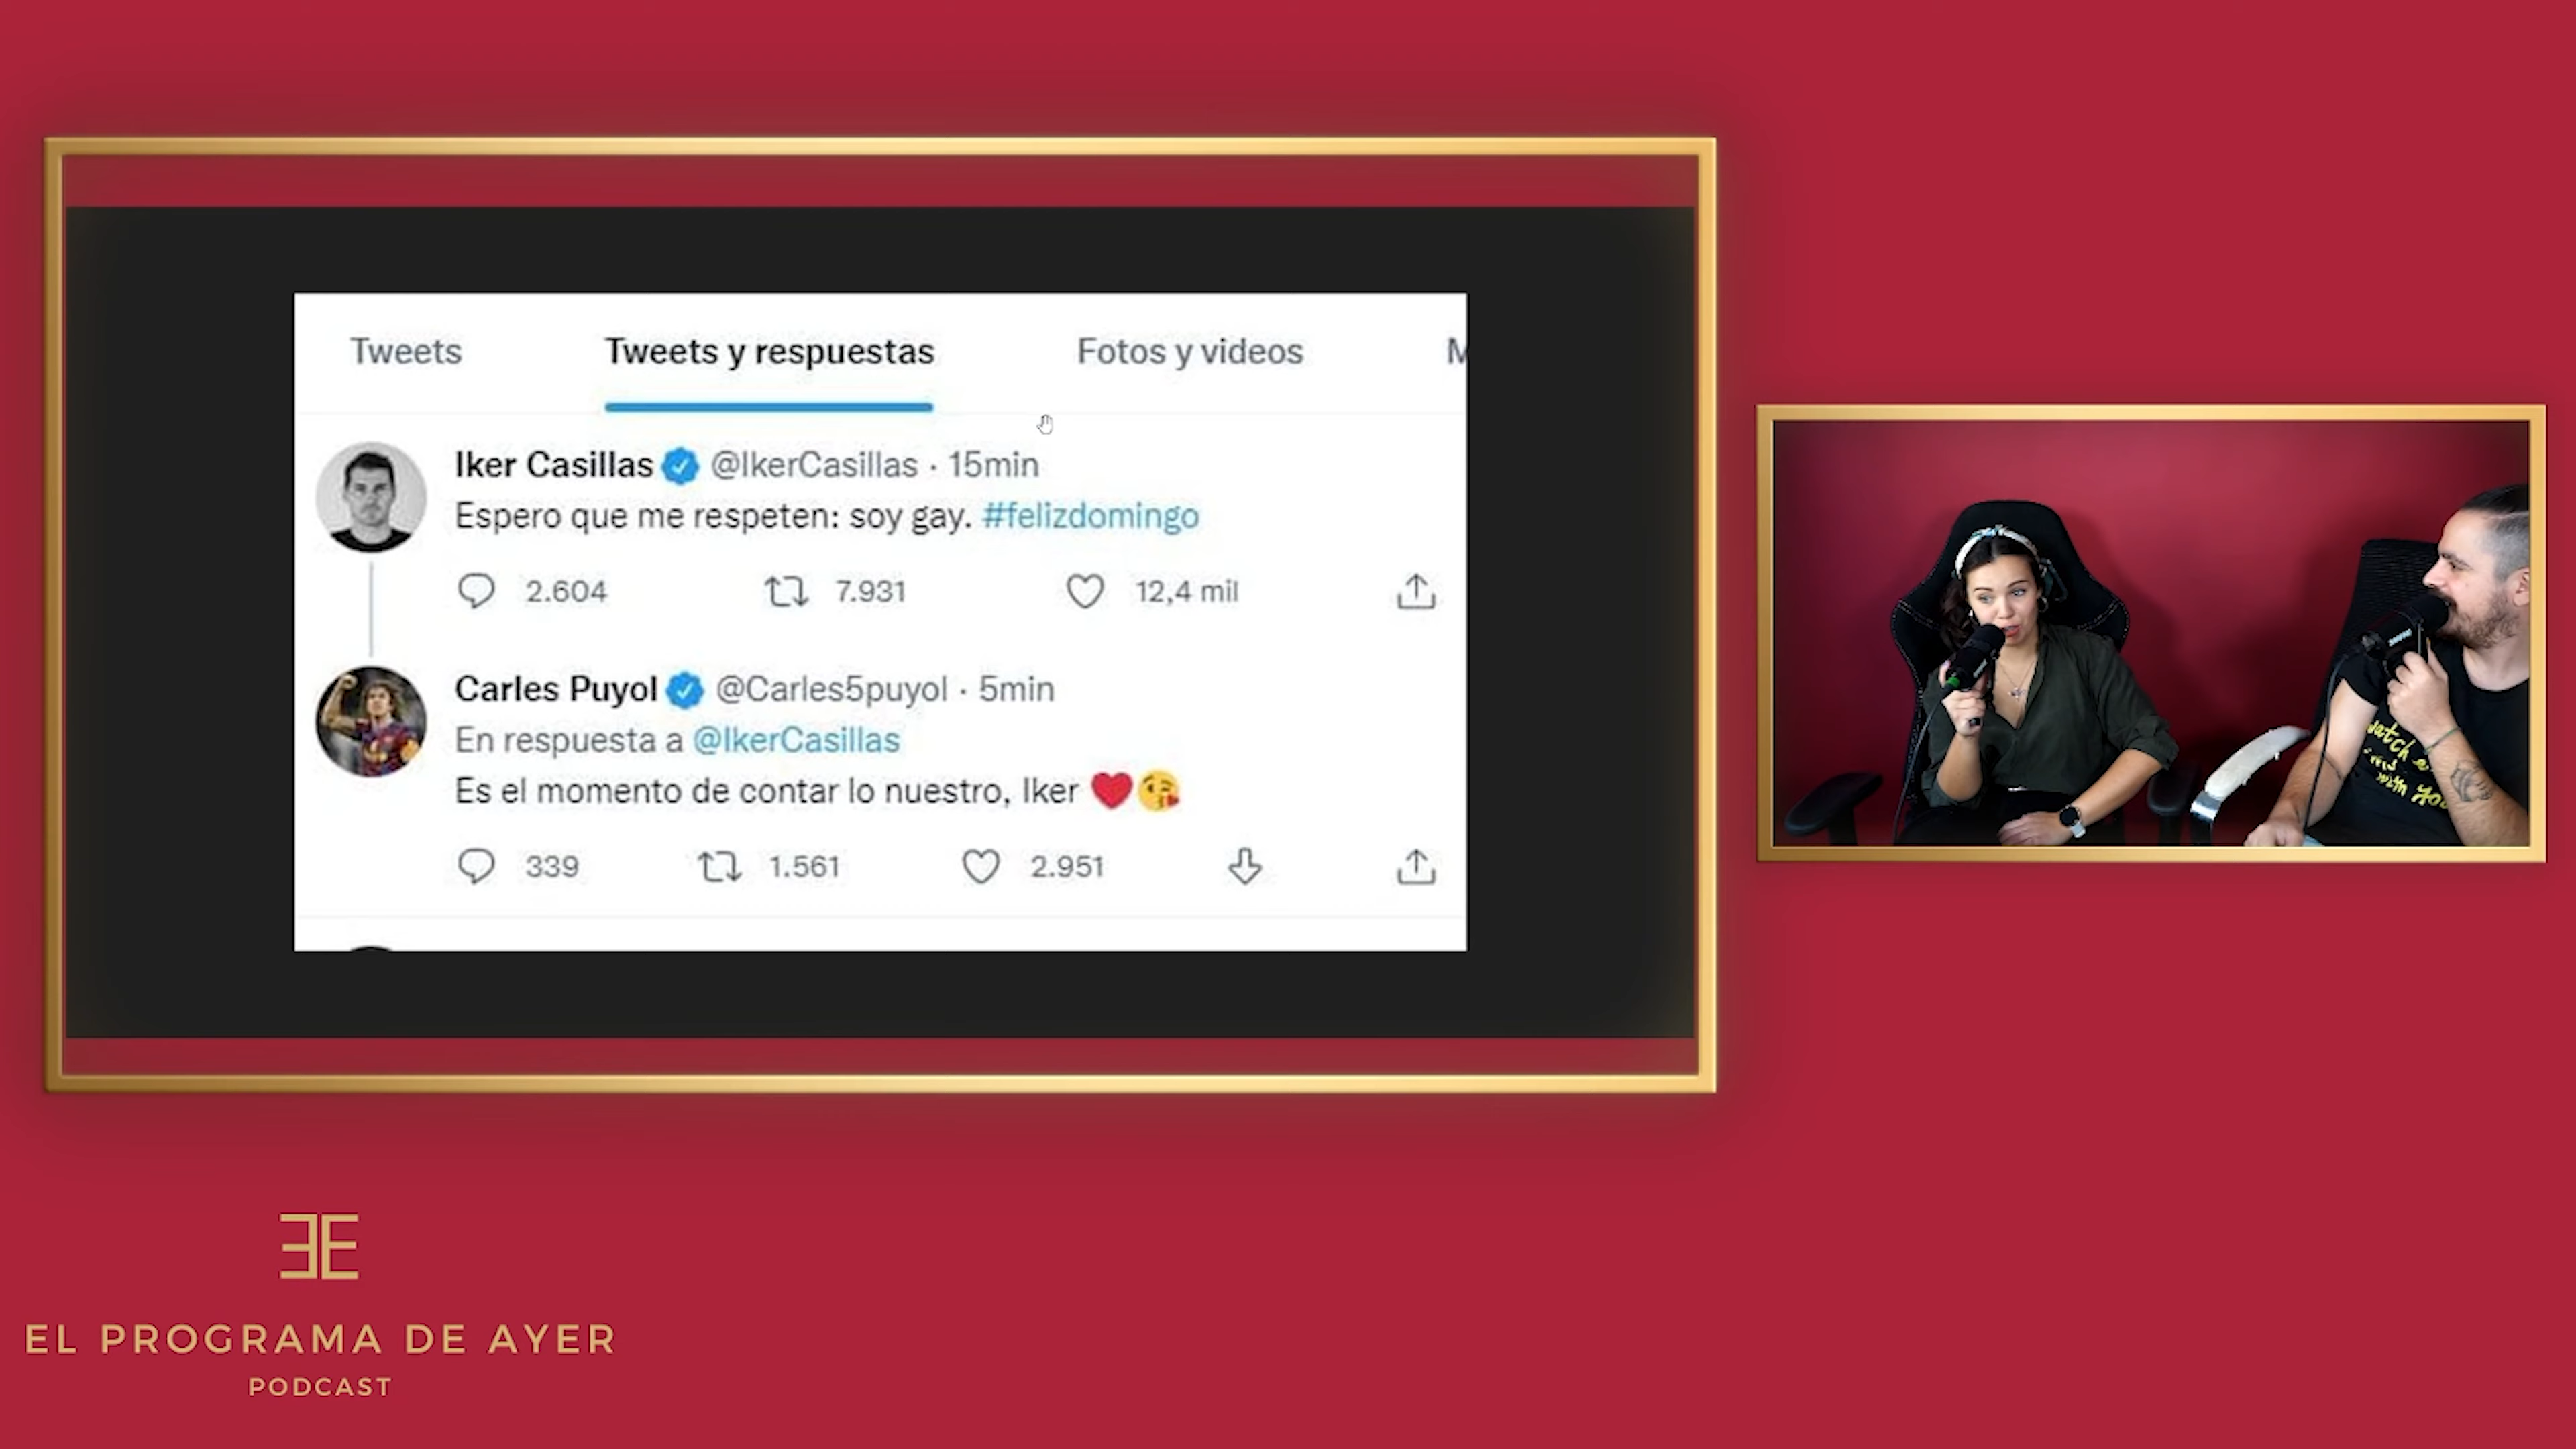 Tweets
Tweets y respuestas
Fotos y videos
Iker Casillas @IkerCasillas · 15min
Espero que me respeten: soy gay. #felizdomingo
2.604
7.931
12,4 mil
Carles Puyol @Carles5puyol · 5min
En respuesta a @IkerCasillas
Es el momento de contar lo nuestro, Iker ❤️😘
339
1.561
2.951
EL PROGRAMA DE AYER
PODCAST